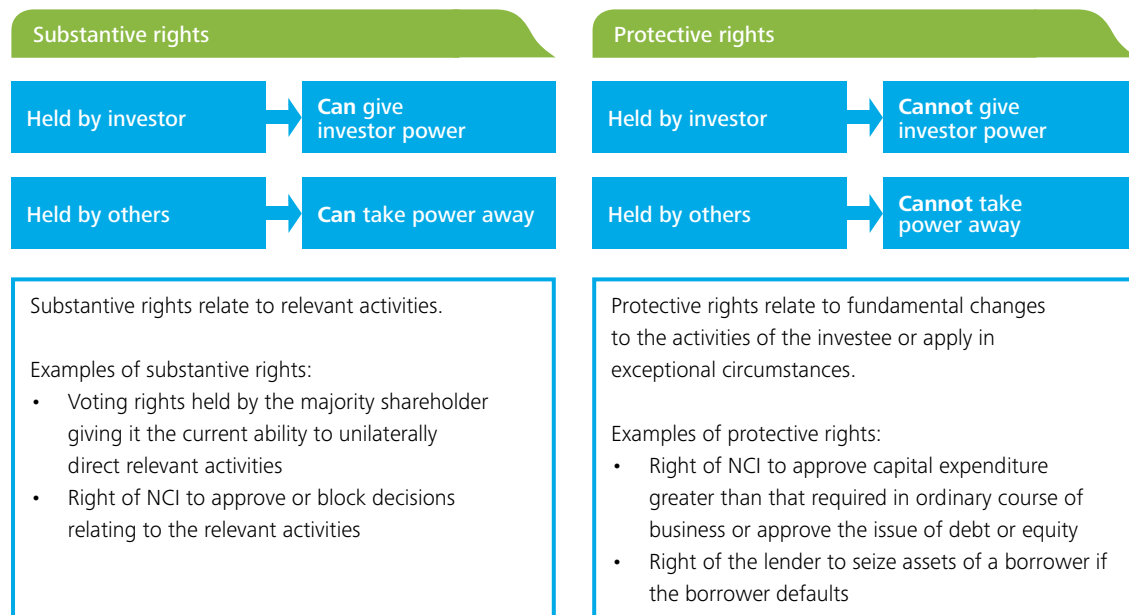 Substantive rights
Held by investor
Can give
investor power
Held by others
Can take power away
Substantive rights relate to relevant activities.
Examples of substantive rights:
• Voting rights held by the majority shareholder
giving it the current ability to unilaterally
direct relevant activities
• Right of NCI to approve or block decisions
relating to the relevant activities
Protective rights
Held by investor
Cannot give
investor power
Held by others
Cannot take
power away
Protective rights relate to fundamental changes
to the activities of the investee or apply in
exceptional circumstances.
Examples of protective rights:
• Right of NCI to approve capital expenditure
greater than that required in ordinary course of
business or approve the issue of debt or equity
• Right of the lender to seize assets of a borrower if
the borrower defaults